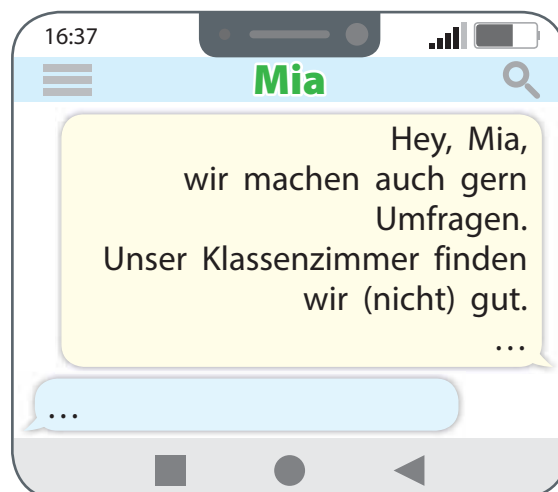 16:37
Mia
Hey, Mia,
wir machen auch gern
Umfragen.
Unser Klassenzimmer finden
wir (nicht) gut.
...
...